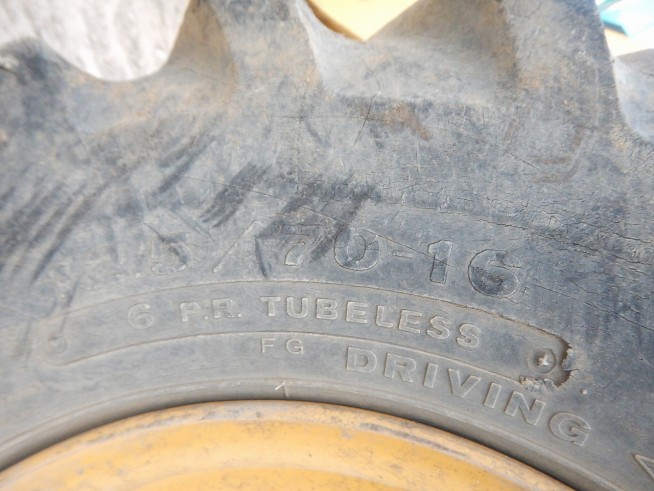 5/70-16
6 P.R. TUBELESS
FG DRIVING